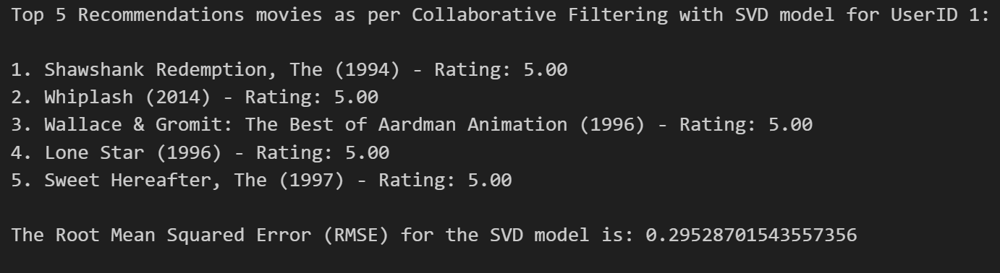 Top 5 Recommendations movies as per Collaborative Filtering with SVD model for UserID 1:
1. Shawshank Redemption, The (1994) - Rating: 5.00
2. Whiplash (2014) - Rating: 5.00
3. Wallace & Gromit: The Best of Aardman Animation (1996) - Rating: 5.00
4. Lone Star (1996) - Rating: 5.00
5. Sweet Hereafter, The (1997) - Rating: 5.00
The Root Mean Squared Error (RMSE) for the SVD model is: 0.29528701543557356